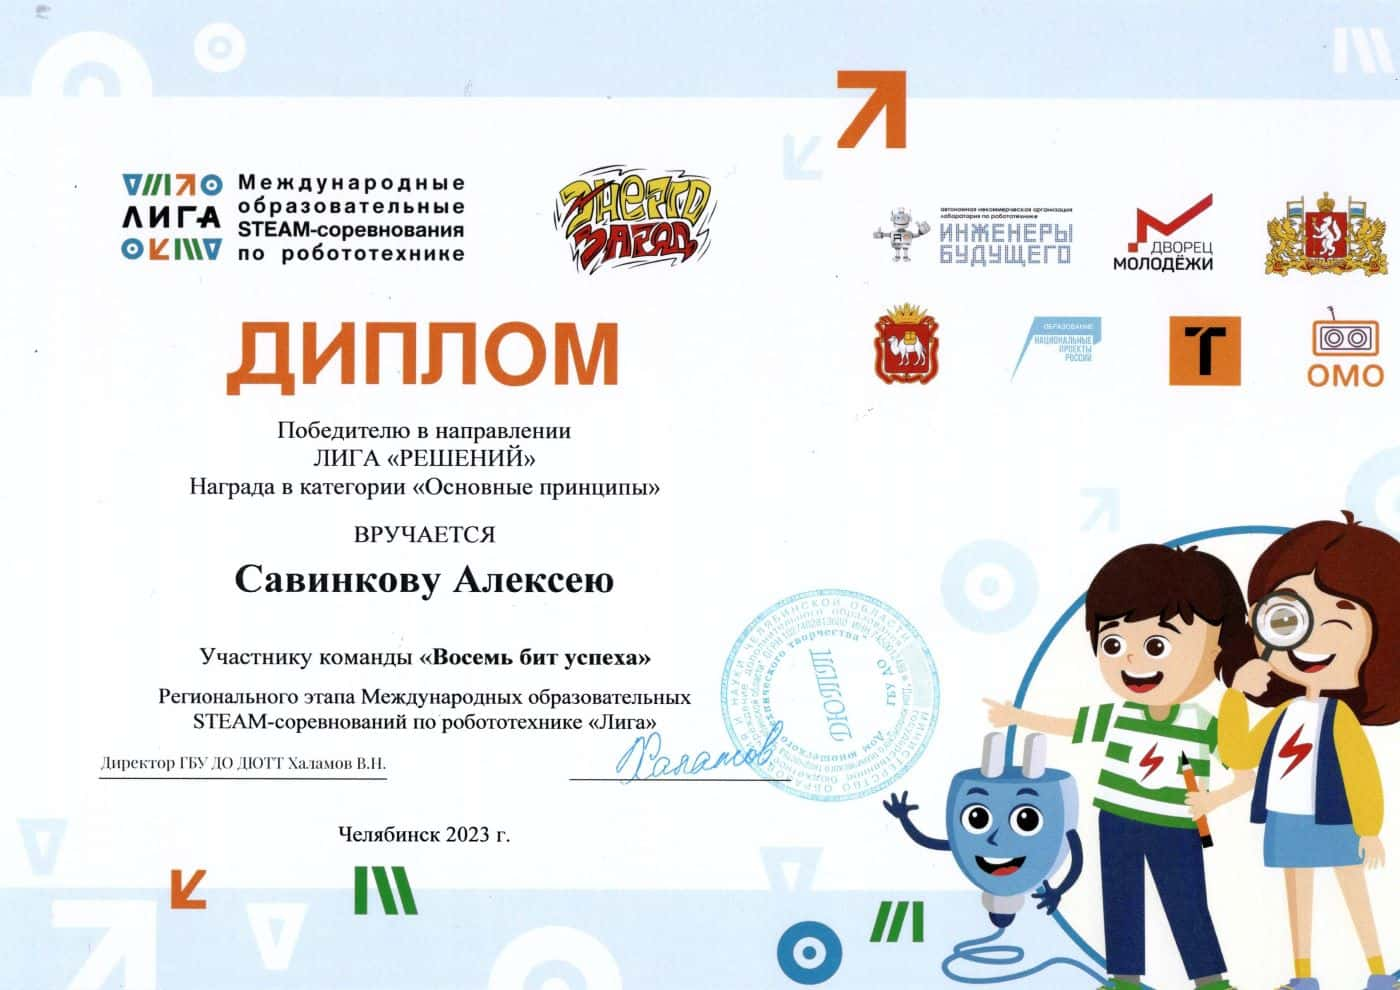 ЛИГА
Международные
образовательные
STEAM-соревнования
по робототехнике
ЭНЕРГО
ЗАРЯД
автономная некоммерческая организация
лаборатория по робототехнике
ИНЖЕНЕРЫ
БУДУЩЕГО
ДВОРЕЦ
МОЛОДЁЖИ
ОБРАЗОВАНИЕ
НАЦИОНАЛЬНЫЕ
ПРОЕКТЫ
РОССИИ
Т
ОМО
ДИПЛОМ
Победителю в направлении
ЛИГА «РЕШЕНИЙ»
Награда в категории «Основные принципы»
ВРУЧАЕТСЯ
Савинкову Алексею
Участнику команды «Восемь бит успеха»
Регионального этапа Международных образовательных
STEAM-соревнований по робототехнике «Лига»
Директор ГБУ ДО ДЮТТ Халамов В.Н.
Халамов
ДЮТТ
Челябинск 2023 г.